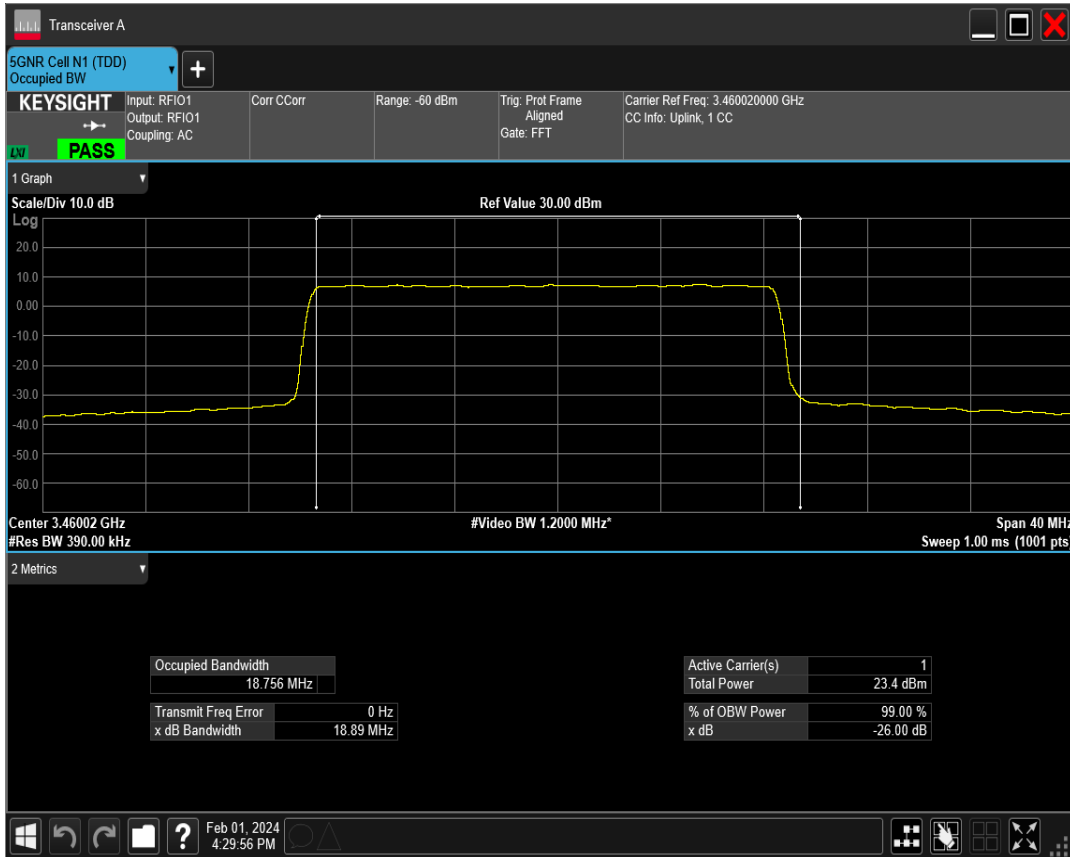 Transceiver A
5GNR Cell N1 (TDD)
Occupied BW
+
KEYSIGHT
LXI
PASS
Input: RFIO1
Output: RFIO1
Coupling: AC
Corr CCorr
Range: -60 dBm
Trig: Prot Frame
Aligned
Gate: FFT
Carrier Ref Freq: 3.460020000 GHz
CC Info: Uplink, 1 CC
1 Graph
Scale/Div 10.0 dB
Ref Value 30.00 dBm
Log
20.0
10.0
0.00
-10.0
-20.0
-30.0
-40.0
-50.0
-60.0
Center 3.46002 GHz
#Video BW 1.2000 MHz*
Span 40 MHz
#Res BW 390.00 kHz
Sweep 1.00 ms (1001 pts)
2 Metrics
Occupied Bandwidth
18.756 MHz
Transmit Freq Error 0 Hz
x dB Bandwidth 18.89 MHz
Active Carrier(s) 1
Total Power 23.4 dBm
% of OBW Power 99.00 %
x dB -26.00 dB
?
Feb 01, 2024
4:29:56 PM